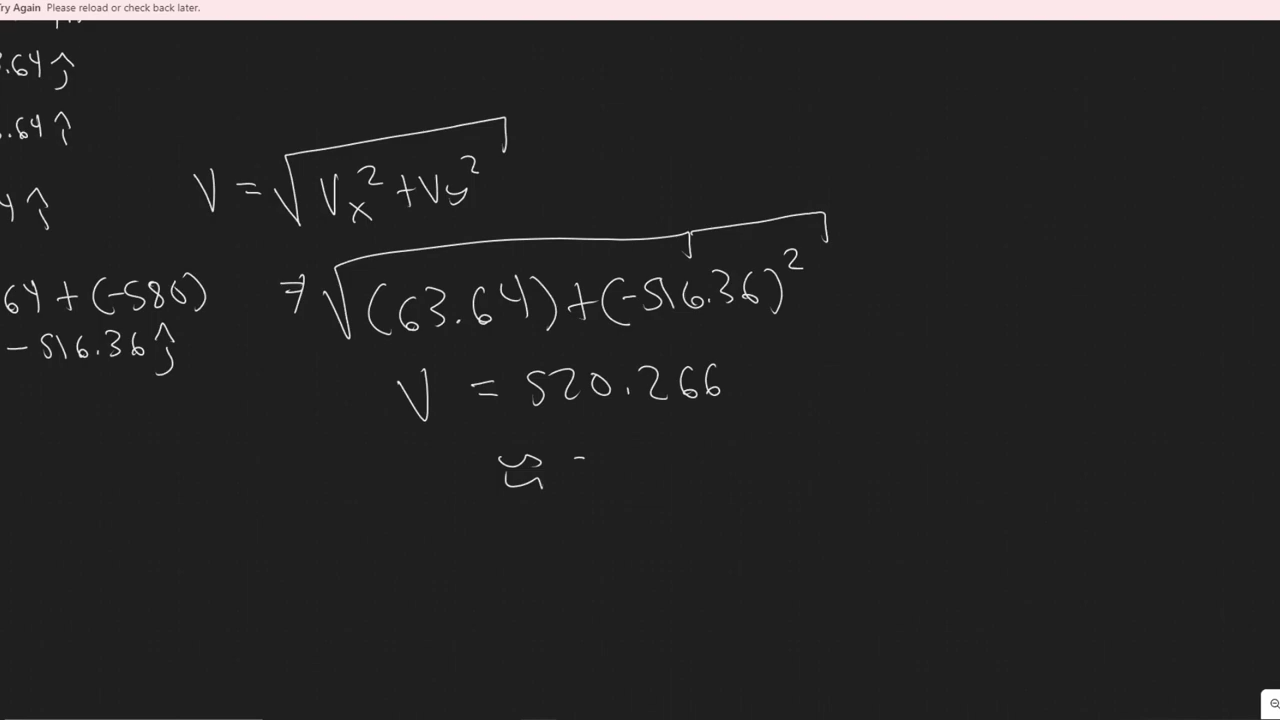 Try Again Please reload or check back later.
.64 ĵ
.64 î
4 ĵ
V = √(Vx² + Vy²)
64 + (-580)
= √((63.64) + (-516.36)²)
- 516.36 ĵ
V = 520.266
≈ -